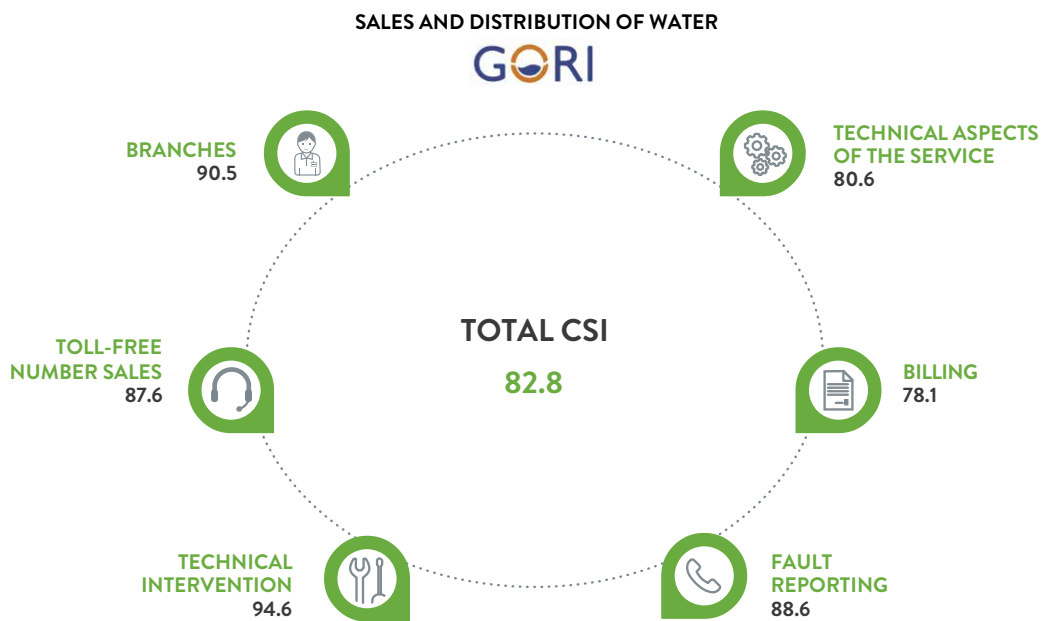 SALES AND DISTRIBUTION OF WATER
GORI
BRANCHES
90.5
TECHNICAL ASPECTS
OF THE SERVICE
80.6
TOTAL CSI
82.8
TOLL-FREE
NUMBER SALES
87.6
BILLING
78.1
TECHNICAL
INTERVENTION
94.6
FAULT
REPORTING
88.6